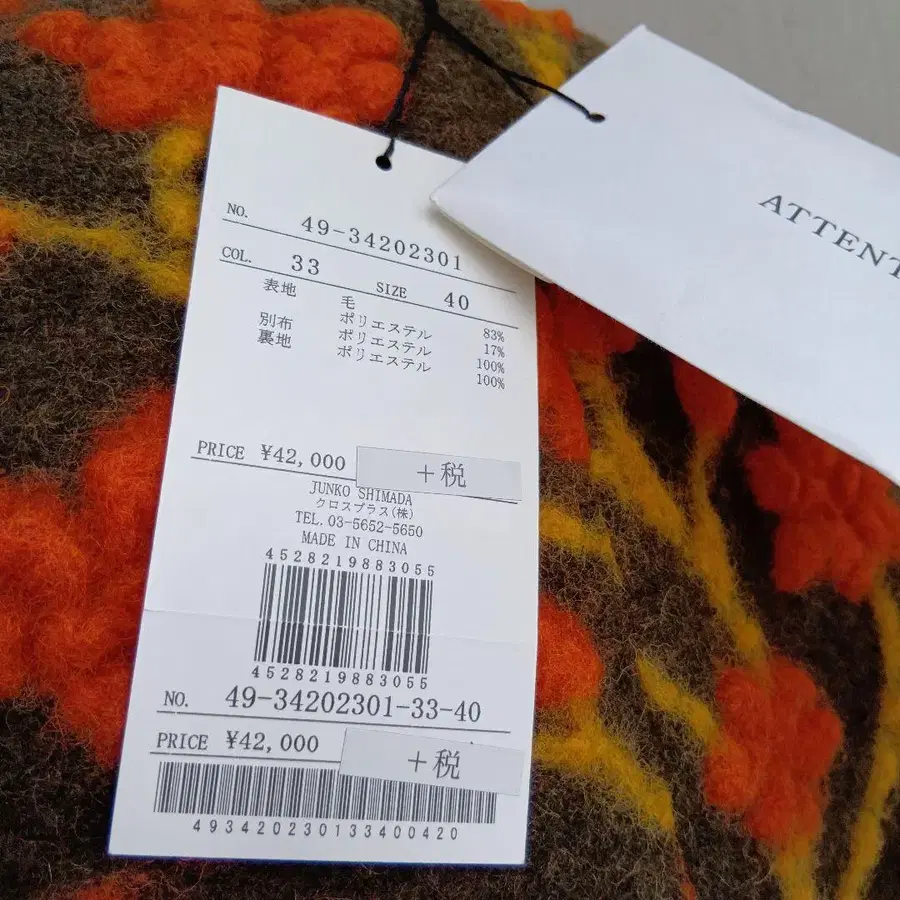 NO. 49-34202301
COL. 33 SIZE 40
表地 毛 83%
ポリエステル 17%
別布 ポリエステル 100%
裏地 ポリエステル 100%
PRICE ¥42,000 +税
JUNKO SHIMADA
クロスプラス(株)
TEL. 03-5652-5650
MADE IN CHINA
4528219883055
4528219883055
NO. 49-34202301-33-40
PRICE ¥42,000 +税
493420230133400420
ATTENT